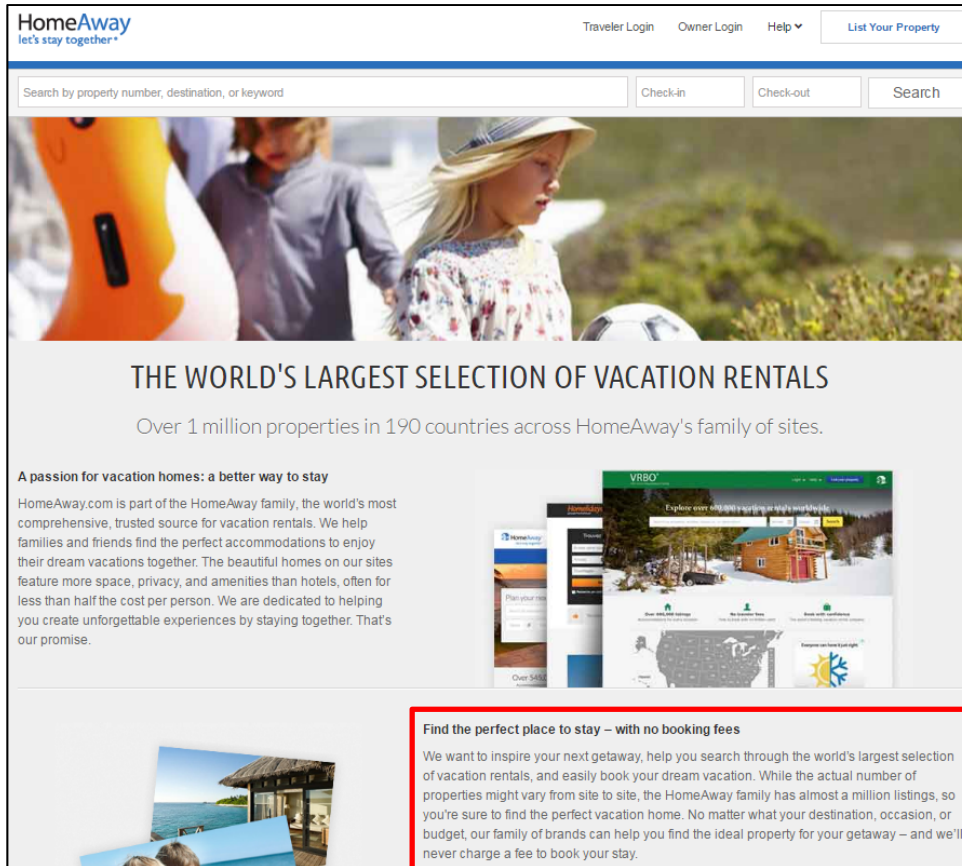 HomeAway
let's stay together
Traveler Login Owner Login Help List Your Property
Search by property number, destination, or keyword Check-in Check-out Search
THE WORLD'S LARGEST SELECTION OF VACATION RENTALS
Over 1 million properties in 190 countries across HomeAway's family of sites.
A passion for vacation homes: a better way to stay
HomeAway.com is part of the HomeAway family, the world's most
comprehensive, trusted source for vacation rentals. We help
families and friends find the perfect accommodations to enjoy
their dream vacations together. The beautiful homes on our sites
feature more space, privacy, and amenities than hotels, often for
less than half the cost per person. We are dedicated to helping
you create unforgettable experiences by staying together. That's
our promise.
VRBO
Explore over 600,000 vacation rentals worldwide
Search
HomeAway
Find the perfect place to stay – with no booking fees
We want to inspire your next getaway, help you search through the world's largest selection
of vacation rentals, and easily book your dream vacation. While the actual number of
properties might vary from site to site, the HomeAway family has almost a million listings, so
you're sure to find the perfect vacation home. No matter what your destination, occasion, or
budget, our family of brands can help you find the ideal property for your getaway – and we'll
never charge a fee to book your stay.